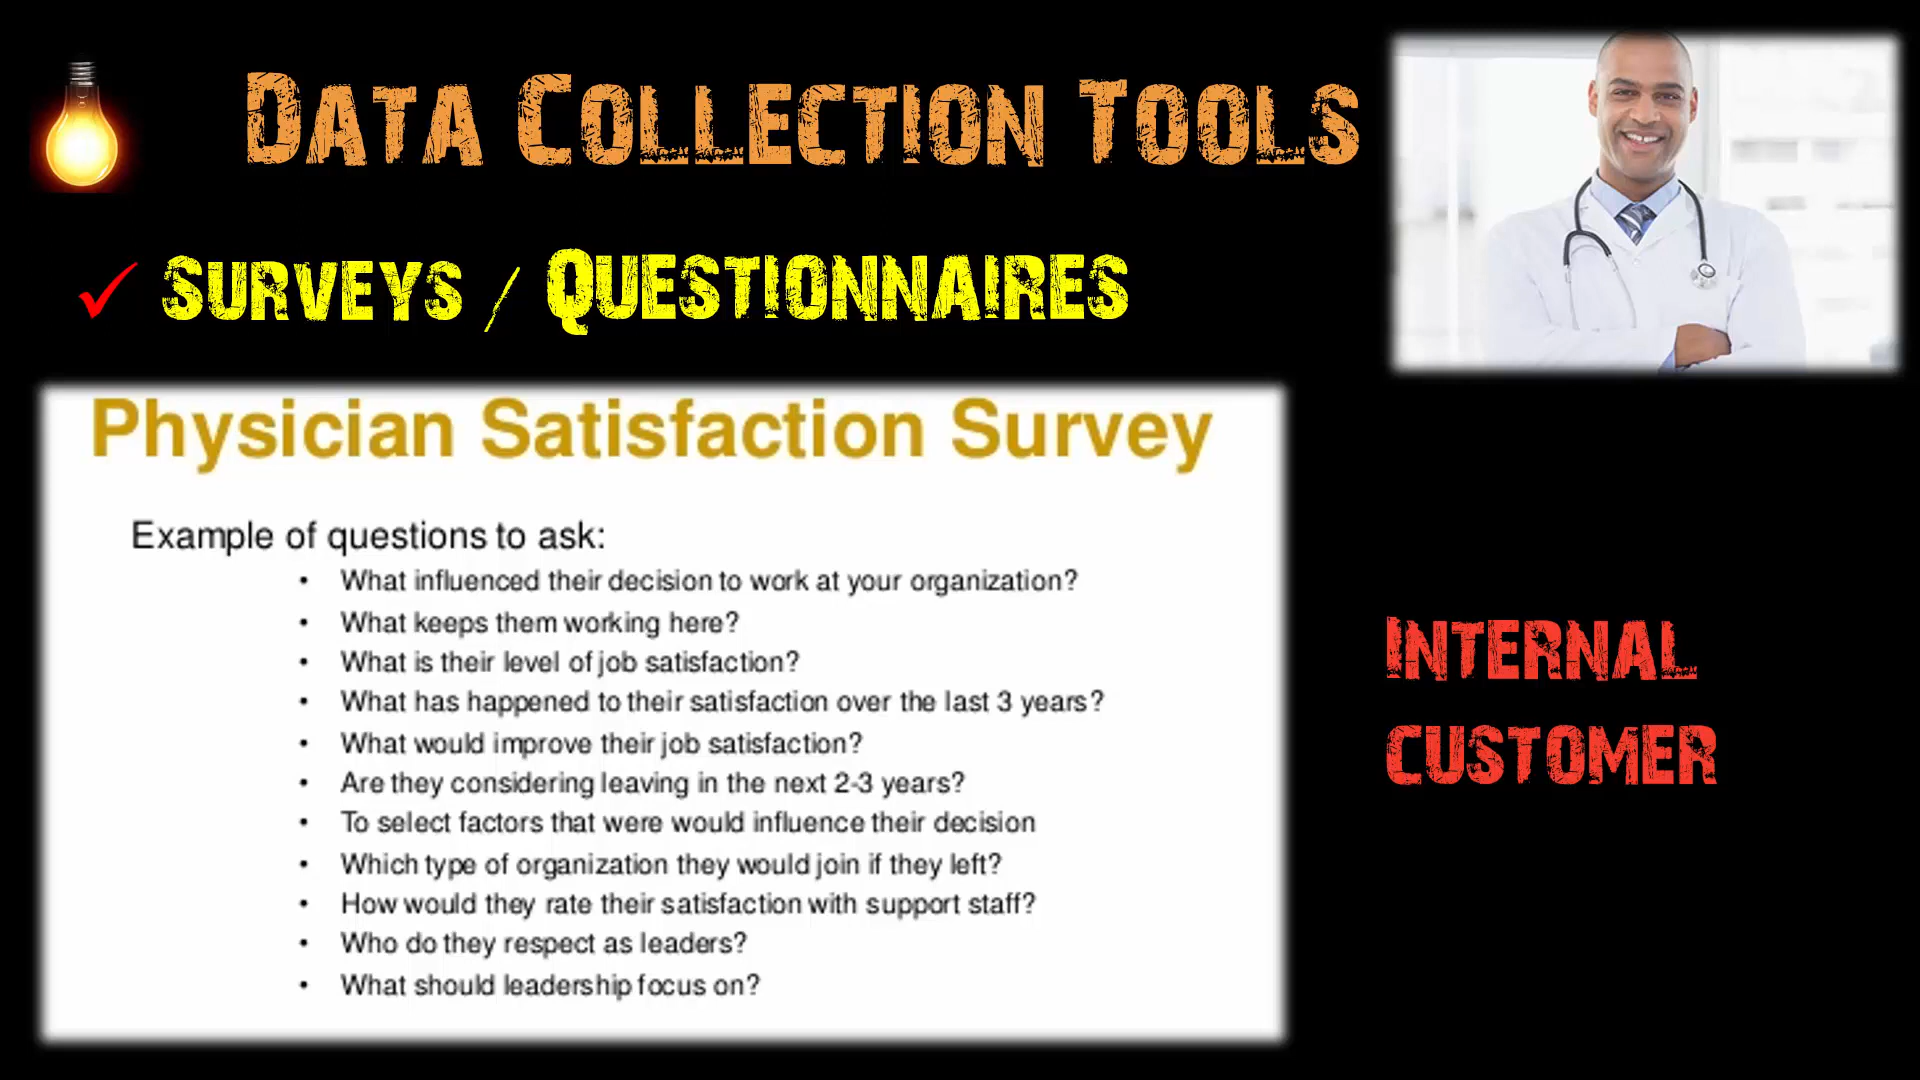 Data Collection Tools
✓ Surveys / Questionnaires
Physician Satisfaction Survey
Example of questions to ask:
• What influenced their decision to work at your organization?
• What keeps them working here?
• What is their level of job satisfaction?
• What has happened to their satisfaction over the last 3 years?
• What would improve their job satisfaction?
• Are they considering leaving in the next 2-3 years?
• To select factors that were would influence their decision
• Which type of organization they would join if they left?
• How would they rate their satisfaction with support staff?
• Who do they respect as leaders?
• What should leadership focus on?
Internal
customer